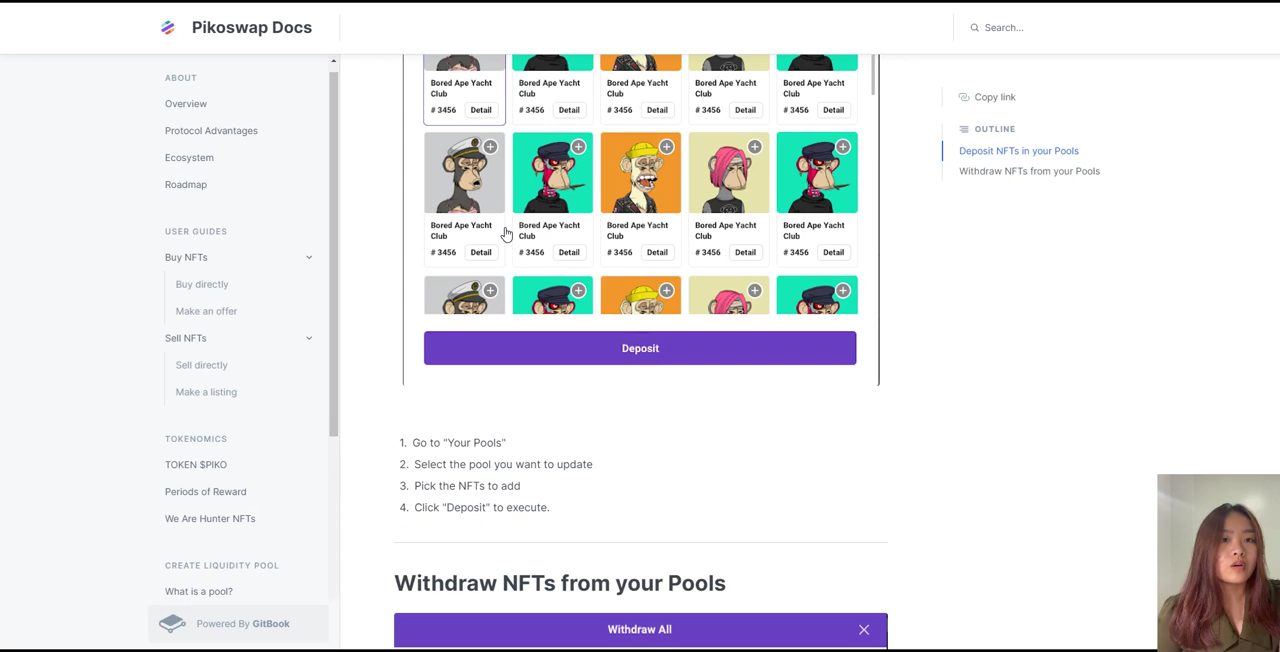 Pikoswap Docs
Search...
ABOUT
Overview
Protocol Advantages
Ecosystem
Roadmap
USER GUIDES
Buy NFTs
Buy directly
Make an offer
Sell NFTs
Sell directly
Make a listing
TOKENOMICS
TOKEN $PIKO
Periods of Reward
We Are Hunter NFTs
CREATE LIQUIDITY POOL
What is a pool?
Powered By GitBook
Bored Ape Yacht Bored Ape Yacht Bored Ape Yacht Bored Ape Yacht Bored Ape Yacht
Club Club Club Club Club
# 3456 Detail # 3456 Detail # 3456 Detail # 3456 Detail # 3456 Detail
Bored Ape Yacht Bored Ape Yacht Bored Ape Yacht Bored Ape Yacht Bored Ape Yacht
Club Club Club Club Club
# 3456 Detail # 3456 Detail # 3456 Detail # 3456 Detail # 3456 Detail
Deposit
1. Go to "Your Pools"
2. Select the pool you want to update
3. Pick the NFTs to add
4. Click "Deposit" to execute.
Withdraw NFTs from your Pools
Withdraw All
Copy link
OUTLINE
Deposit NFTs in your Pools
Withdraw NFTs from your Pools